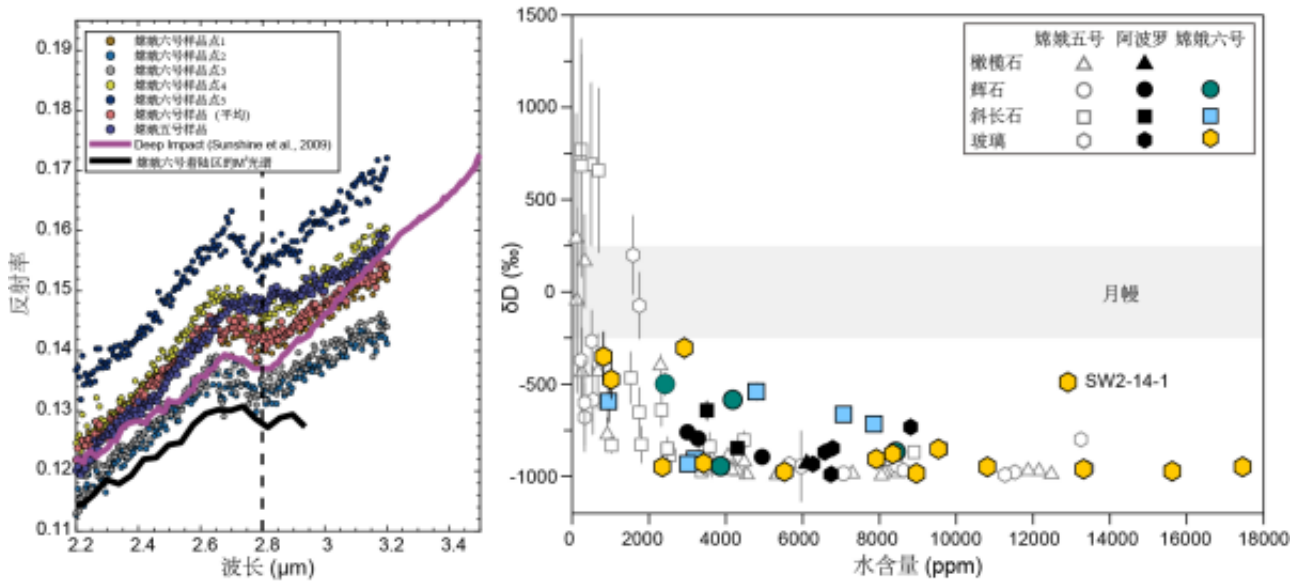 嫦娥六号样品点1
嫦娥六号样品点2
嫦娥六号样品点3
嫦娥六号样品点4
嫦娥六号样品点5
嫦娥六号样品 (平均)
嫦娥五号样品
Deep Impact (Sunshine et al., 2009)
嫦娥六号着陆区的M³光谱
0.19
0.18
0.17
0.16
0.15
0.14
0.13
0.12
0.11
反射率
2.2 2.4 2.6 2.8 3.0 3.2 3.4
波长 (μm)
1500
1000
500
0
-500
-1000
δD (‰)
嫦娥五号 阿波罗 嫦娥六号
橄榄石
辉石
斜长石
玻璃
月幔
SW2-14-1
0 2000 4000 6000 8000 10000 12000 14000 16000 18000
水含量 (ppm)